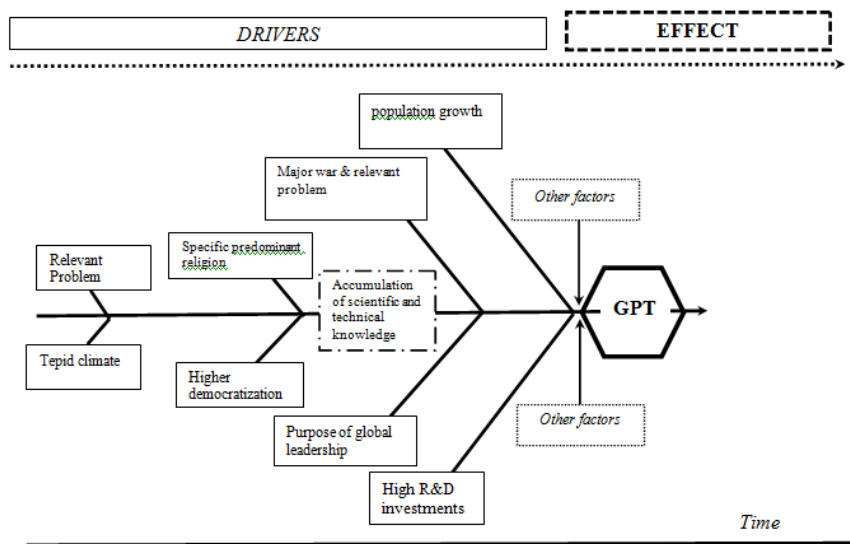 DRIVERS
EFFECT
population growth
Major war & relevant
problem
Other factors
Specific predominant
religion
Relevant
Problem
Accumulation
of scientific and
technical
knowledge
GPT
Tepid climate
Higher
democratization
Purpose of global
leadership
Other factors
High R&D
investments
Time